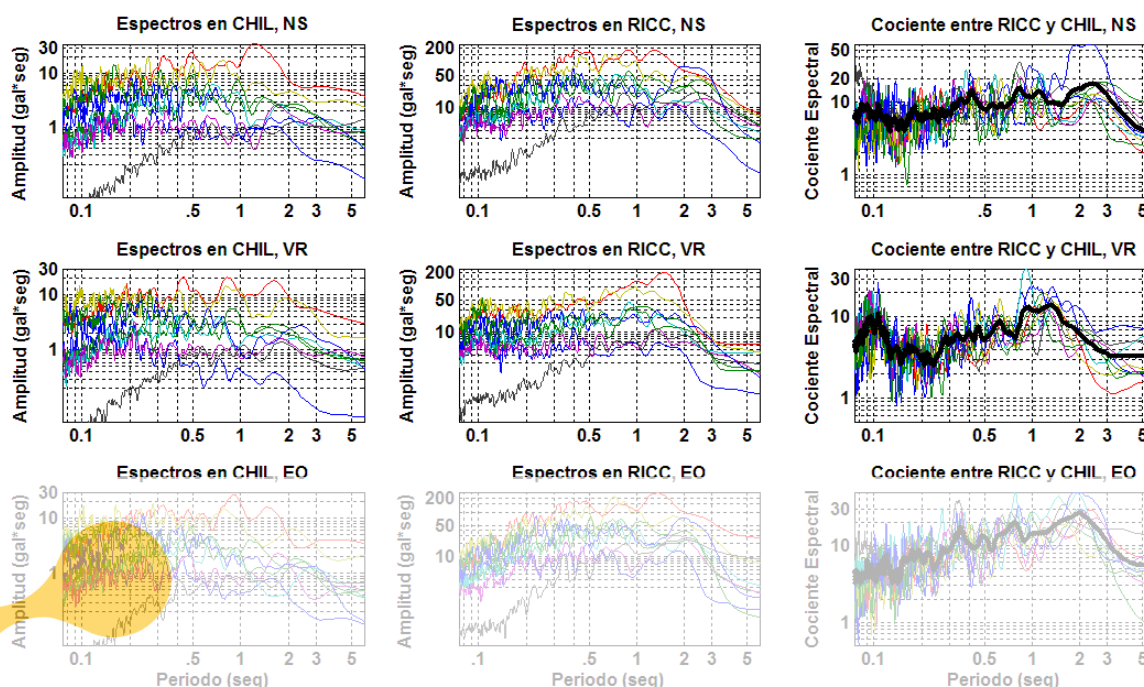 Espectros en CHIL, NS
Espectros en RICC, NS
Cociente entre RICC y CHIL, NS
Amplitud (gal*seg)
30
10
1
0.1 .5 1 2 3 5
Amplitud (gal*seg)
200
50
10
0.1 0.5 1 2 3 5
Cociente Espectral
50
20
10
1
0.1 0.5 1 2 3 5
Espectros en CHIL, VR
Espectros en RICC, VR
Cociente entre RICC y CHIL, VR
Amplitud (gal*seg)
30
10
1
0.1 .5 1 2 3 5
Amplitud (gal*seg)
200
50
10
0.1 0.5 1 2 3 5
Cociente Espectral
30
10
1
0.1 0.5 1 2 3 5
Espectros en CHIL, EO
Espectros en RICC, EO
Cociente entre RICC y CHIL, EO
Amplitud (gal*seg)
30
10
1
0.1 .5 1 2 3 5
Amplitud (gal*seg)
200
50
10
.1 0.5 1 2 3 5
Cociente Espectral
30
10
1
0.1 0.5 1 2 3 5
Periodo (seg)
Periodo (seg)
Periodo (seg)